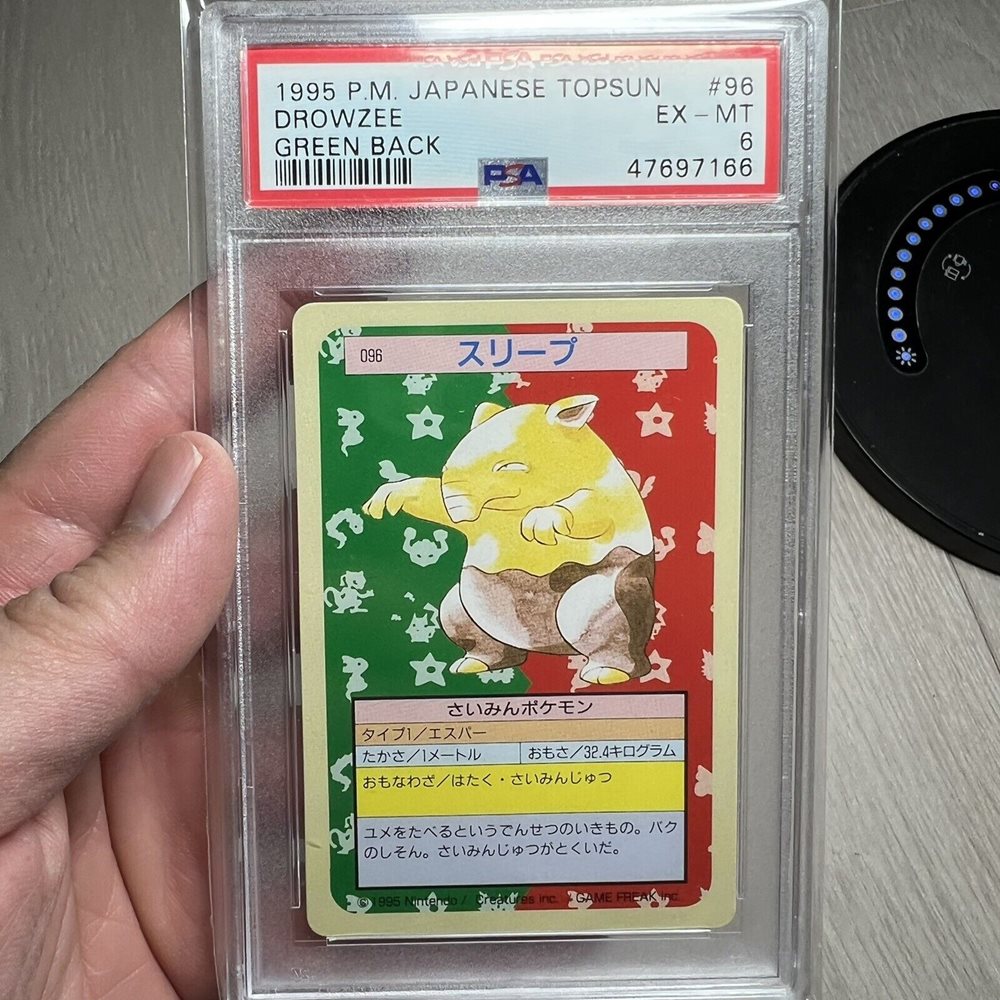 1995 P.M. JAPANESE TOPSUN #96
DROWZEE EX - MT
GREEN BACK 6
PSA 47697166
096 スリープ
さいみんポケモン
タイプ1/エスパー
たかさ/1メートル おもさ/32.4キログラム
おもなわざ/はたく・さいみんじゅつ
ユメをたべるというでんせつのいきもの。バク
のしそん。さいみんじゅつがとくいだ。
©1995 Nintendo / Creatures inc. / GAME FREAK inc.